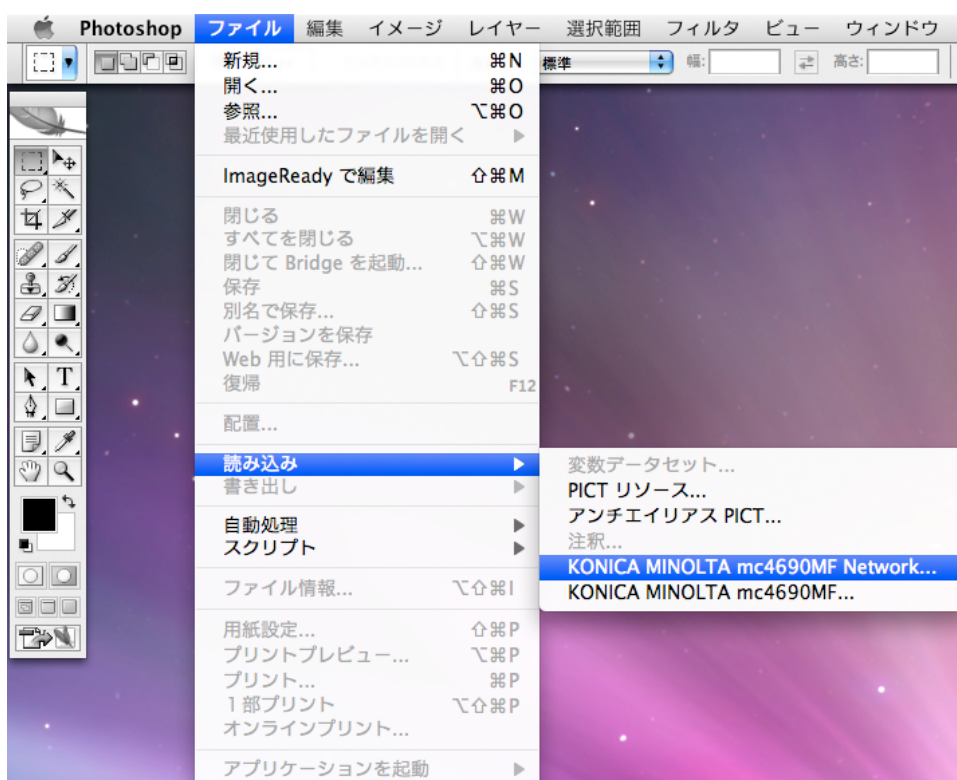 Photoshop ファイル 編集 イメージ レイヤー 選択範囲 フィルタ ビュー ウィンドウ
標準 幅: 高さ:
新規... ⌘N
開く... ⌘O
参照... ⌥⌘O
最近使用したファイルを開く ▶
ImageReady で編集 ⇧⌘M
閉じる ⌘W
すべてを閉じる ⌥⌘W
閉じて Bridge を起動... ⇧⌘W
保存 ⌘S
別名で保存... ⇧⌘S
バージョンを保存
Web 用に保存... ⌥⇧⌘S
復帰 F12
配置...
読み込み ▶
書き出し ▶
自動処理 ▶
スクリプト ▶
ファイル情報... ⌥⇧⌘I
用紙設定... ⇧⌘P
プリントプレビュー... ⌥⌘P
プリント... ⌘P
1部プリント ⌥⇧⌘P
オンラインプリント...
アプリケーションを起動 ▶
変数データセット...
PICT リソース...
アンチエイリアス PICT...
注釈...
KONICA MINOLTA mc4690MF Network...
KONICA MINOLTA mc4690MF...
T